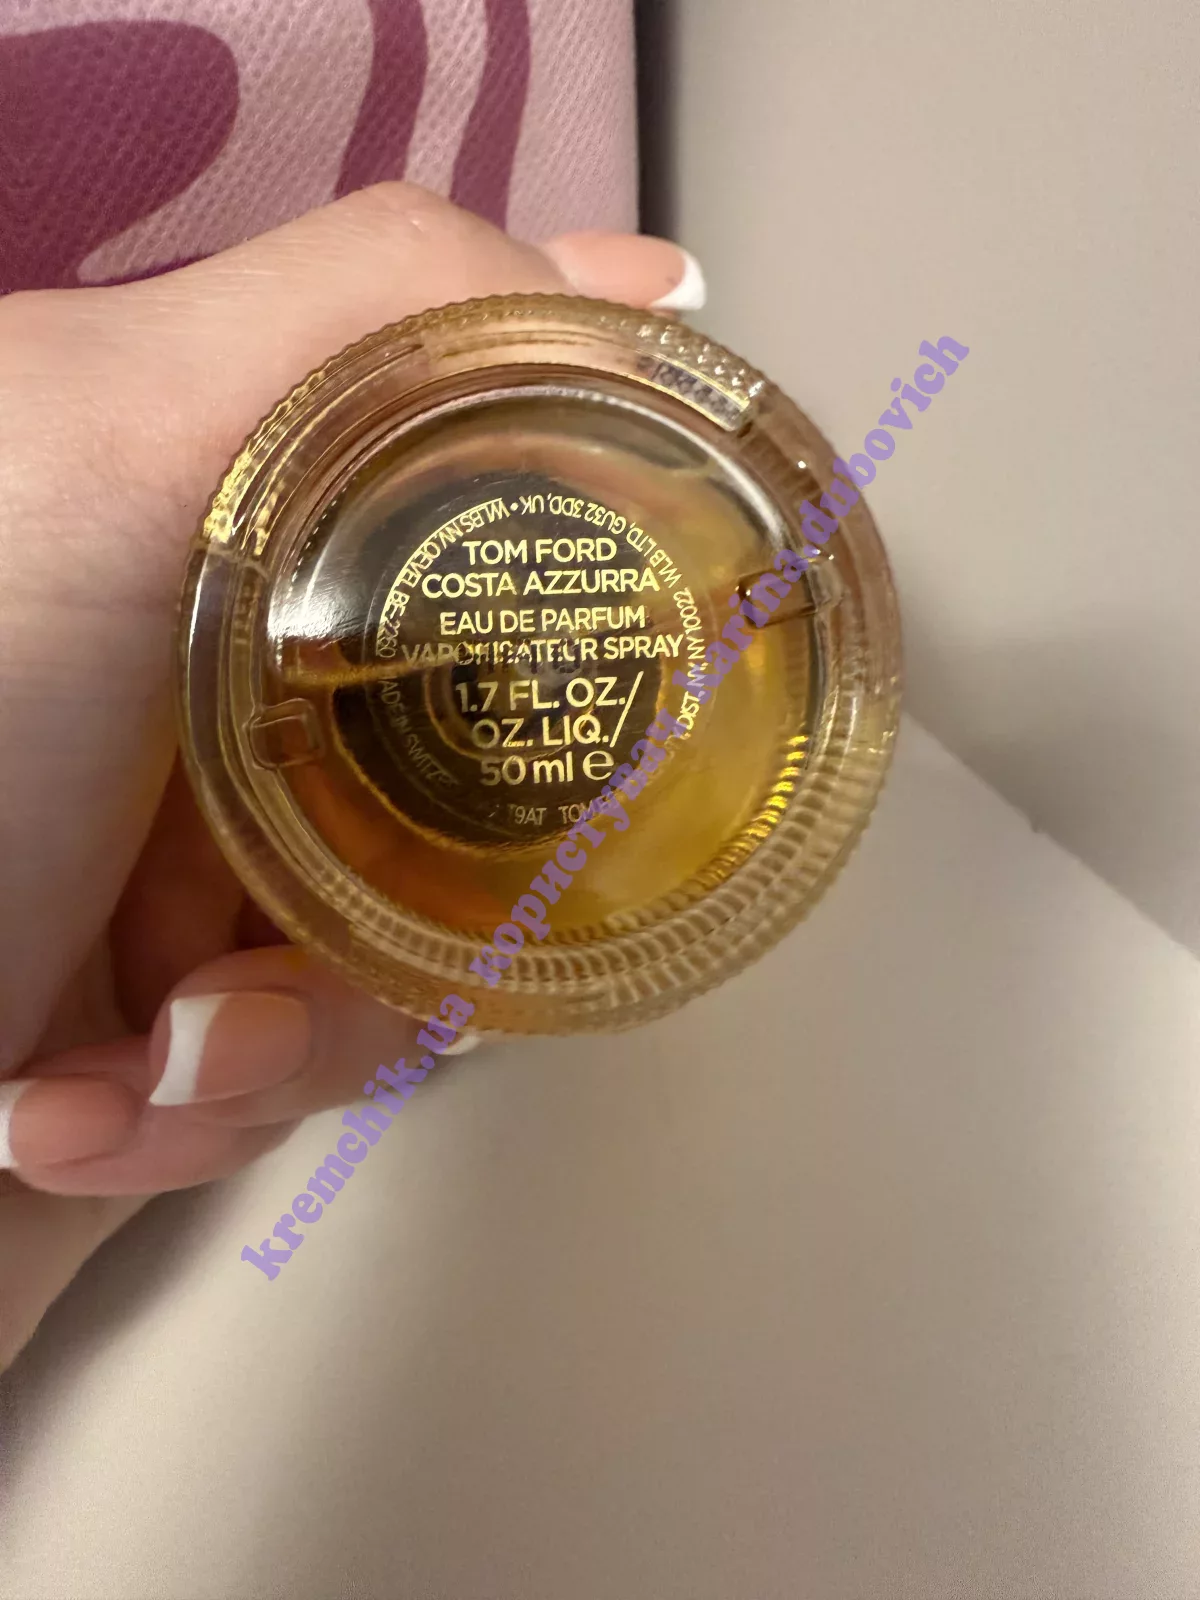 TOM FORD
COSTA AZZURRA
EAU DE PARFUM
VAPORISATEUR SPRAY
1.7 FL. OZ./
OZ. LIQ./
50 ml e
WLBS NV, OEVEL BE-2260
• WLB LTD, GU32 3DD, UK
DIST. NY, NY 10022
MADE IN
T9AT TOM
kremchik.ua користувач karina.dubovich